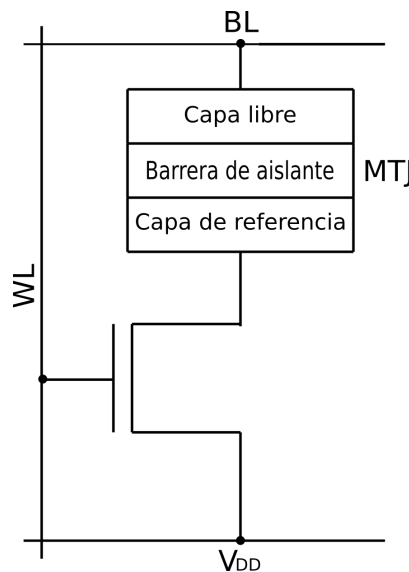 BL
Capa libre
Barrera de aislante
MTJ
Capa de referencia
WL
VDD